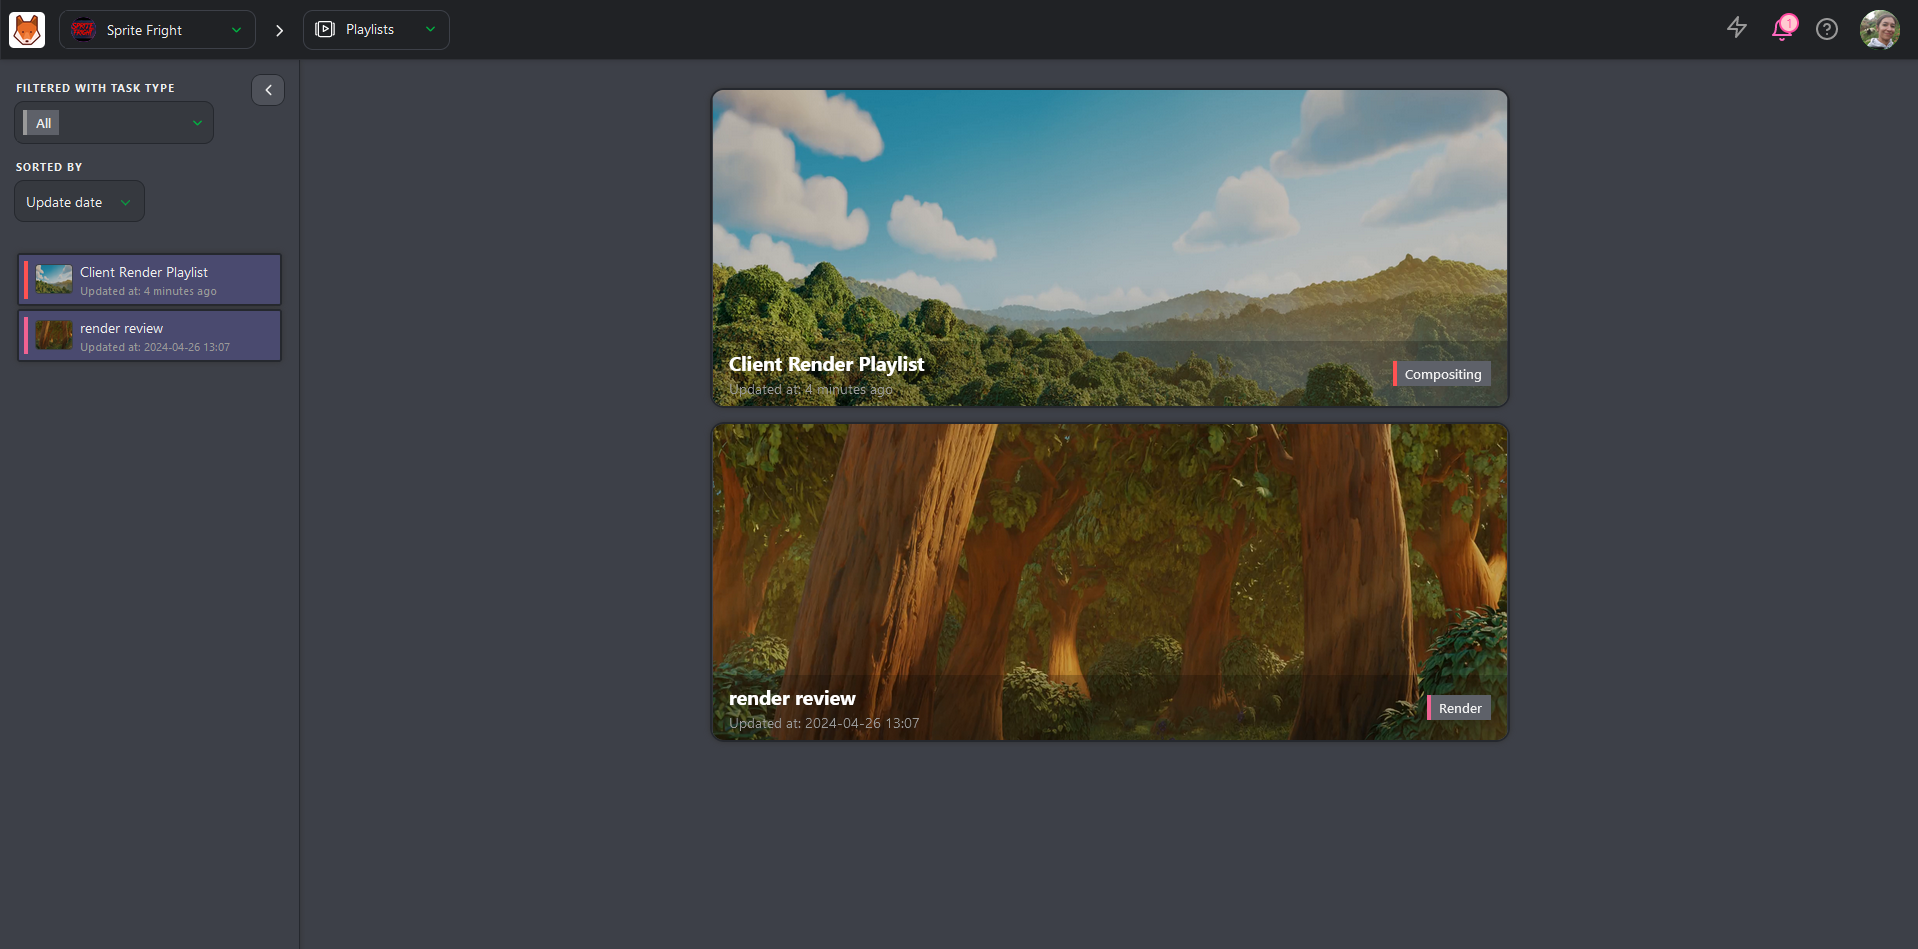 Sprite Fright
Playlists
1
FILTERED WITH TASK TYPE
All
SORTED BY
Update date
Client Render Playlist
Updated at: 4 minutes ago
render review
Updated at: 2024-04-26 13:07
Client Render Playlist
Updated at: 4 minutes ago
Compositing
render review
Updated at: 2024-04-26 13:07
Render